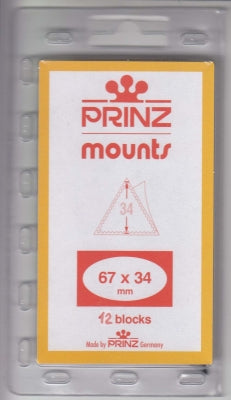 PRINZ
mounts
34
67 x 34
mm
12 blocks
Made by PRINZ Germany